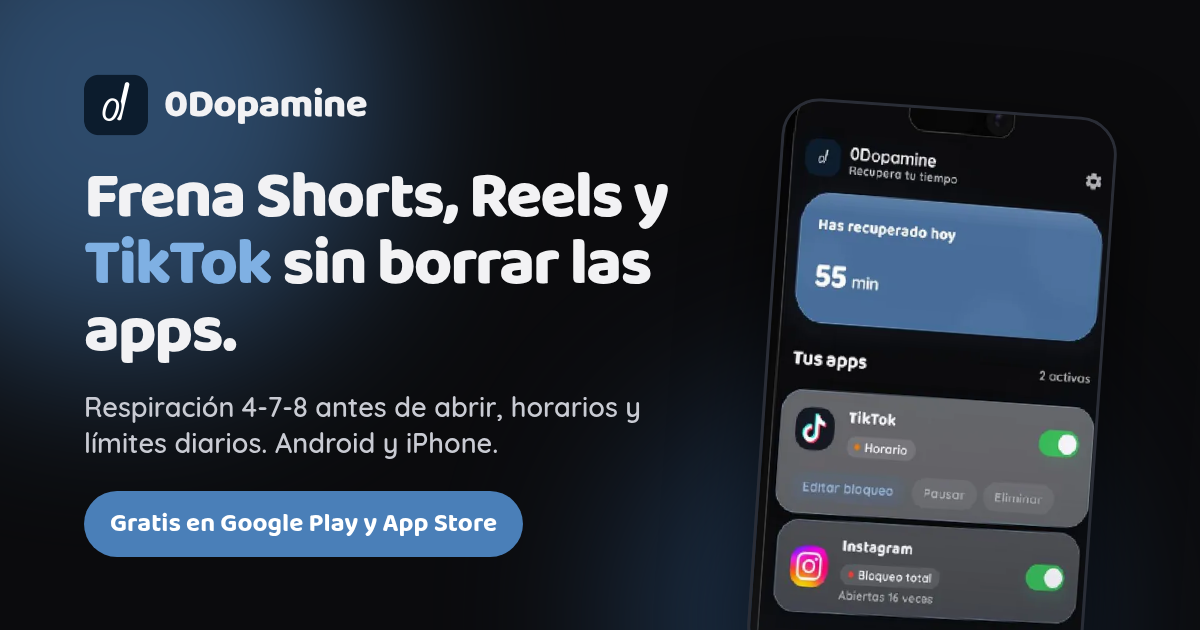 0Dopamine
Frena Shorts, Reels y
TikTok sin borrar las
apps.
Respiración 4-7-8 antes de abrir, horarios y
límites diarios. Android y iPhone.
Gratis en Google Play y App Store
0Dopamine
Recupera tu tiempo
Has recuperado hoy
55 min
Tus apps
2 activas
TikTok
Horario
Editar bloqueo Pausar Eliminar
Instagram
Bloqueo total
Abiertas 16 veces